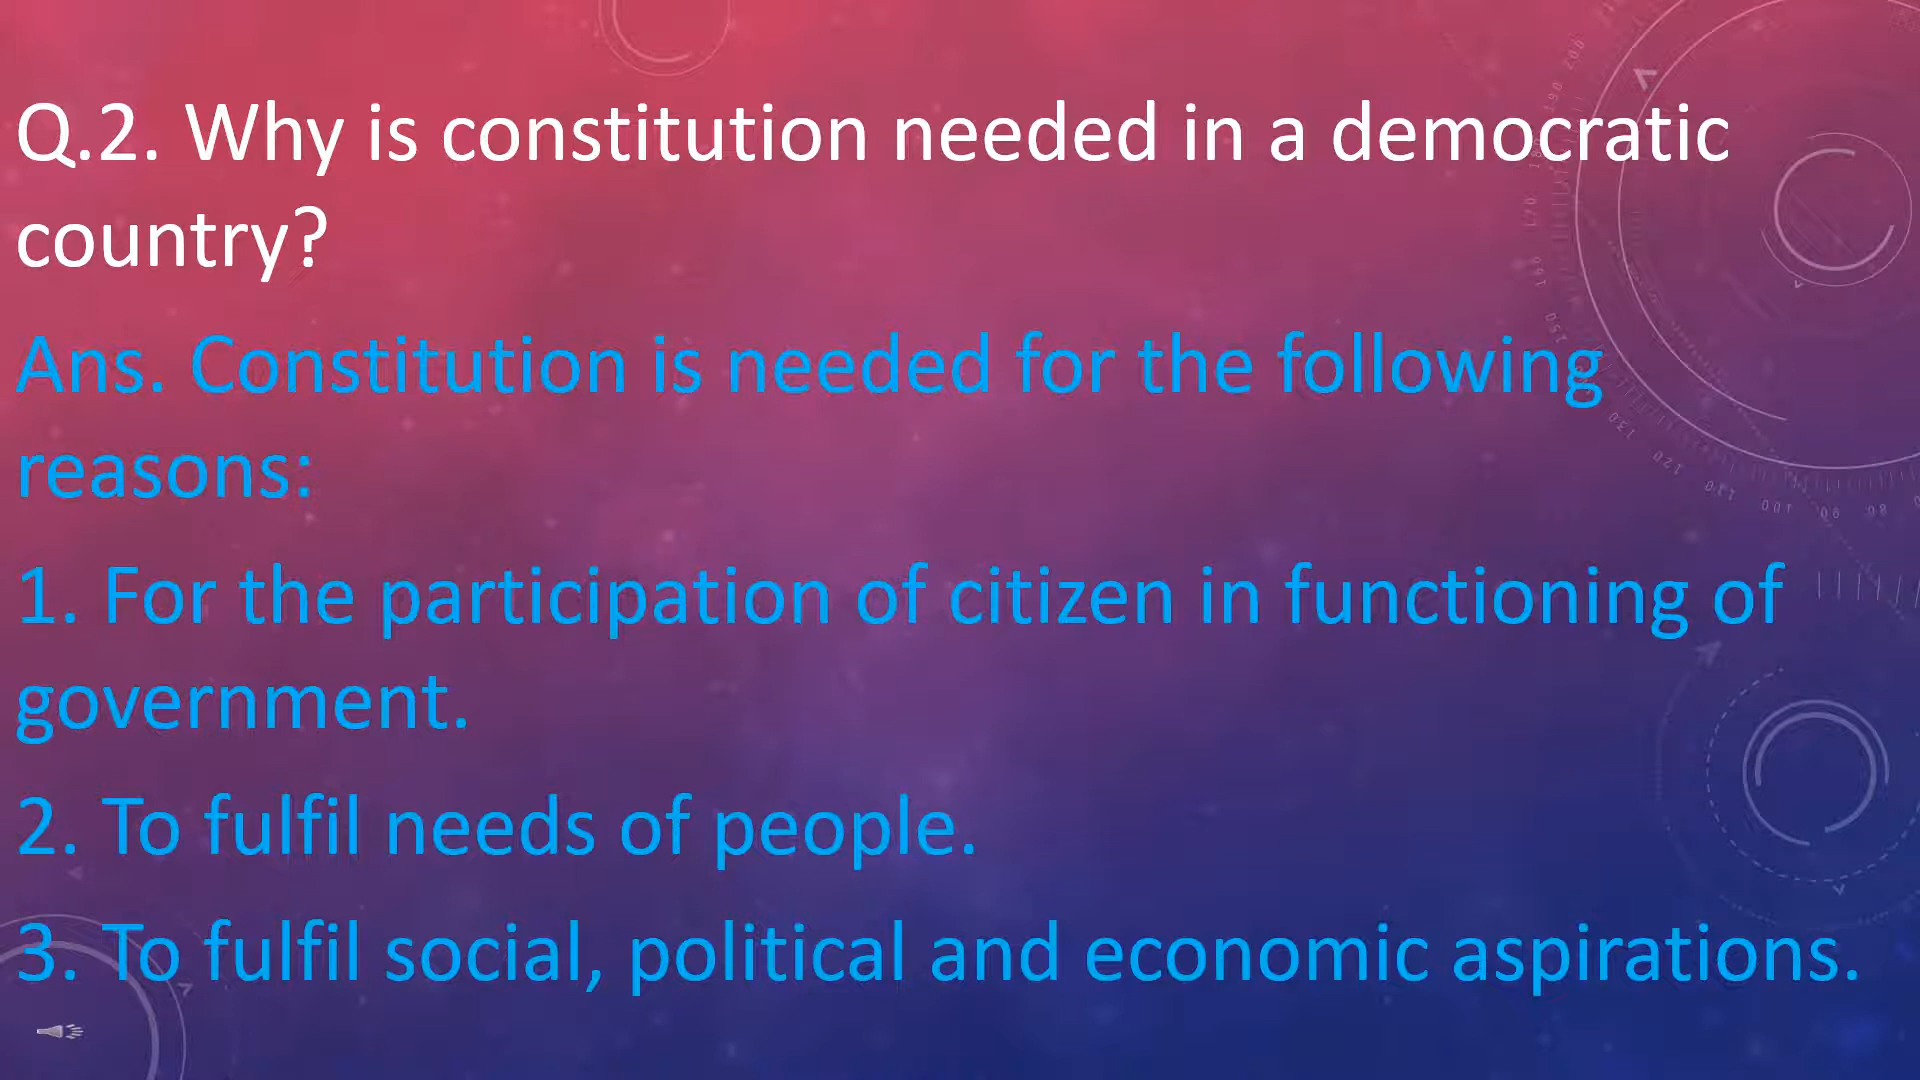 Q.2. Why is constitution needed in a democratic
country?
Ans. Constitution is needed for the following
reasons:
1. For the participation of citizen in functioning of
government.
2. To fulfil needs of people.
3. To fulfil social, political and economic aspirations.